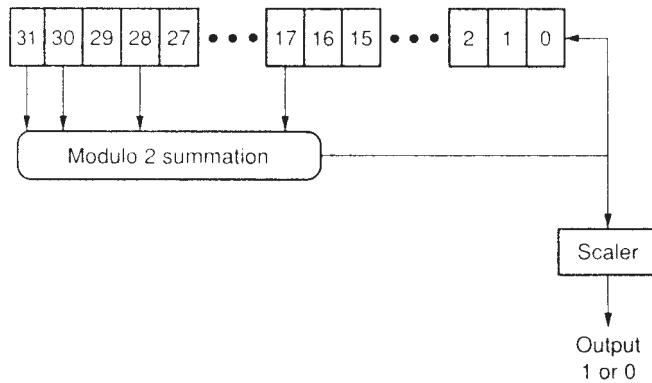 31 30 29 28 27 ••• 17 16 15 ••• 2 1 0
Modulo 2 summation
Scaler
Output
1 or 0